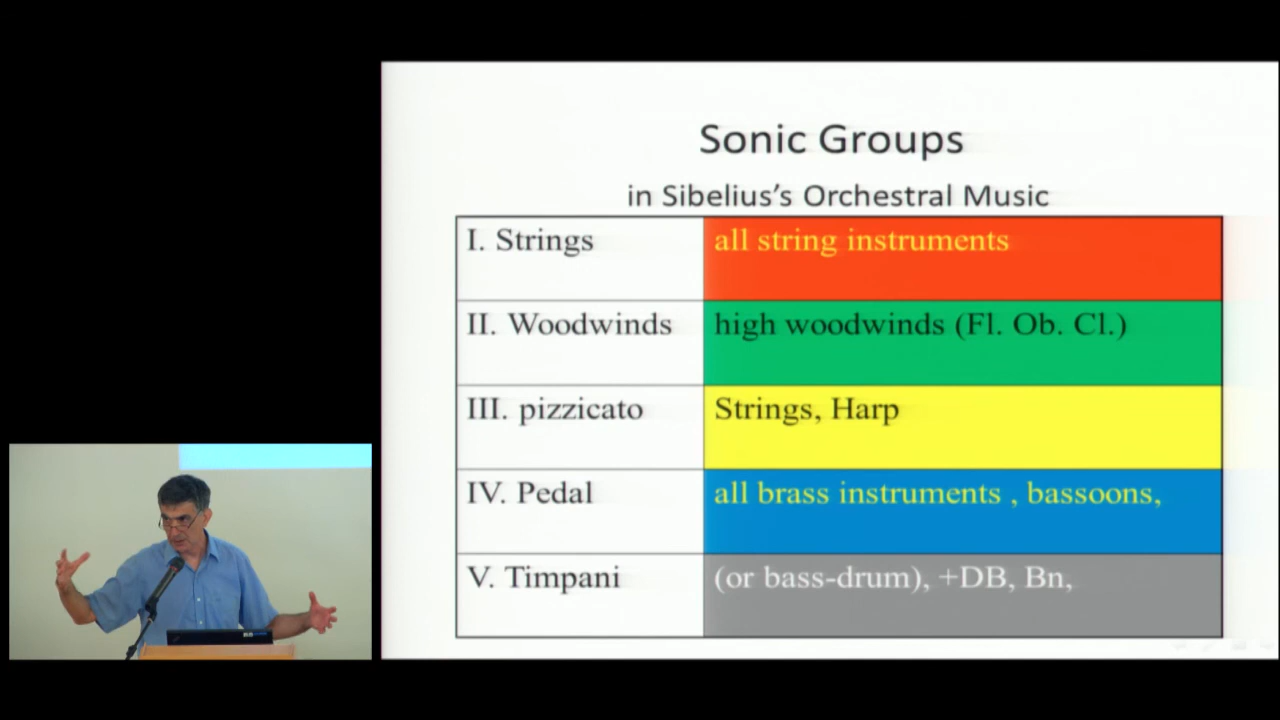 Sonic Groups
in Sibelius's Orchestral Music
I. Strings
all string instruments
II. Woodwinds
high woodwinds (Fl. Ob. Cl.)
III. pizzicato
Strings, Harp
IV. Pedal
all brass instruments , bassoons,
V. Timpani
(or bass-drum), +DB, Bn,